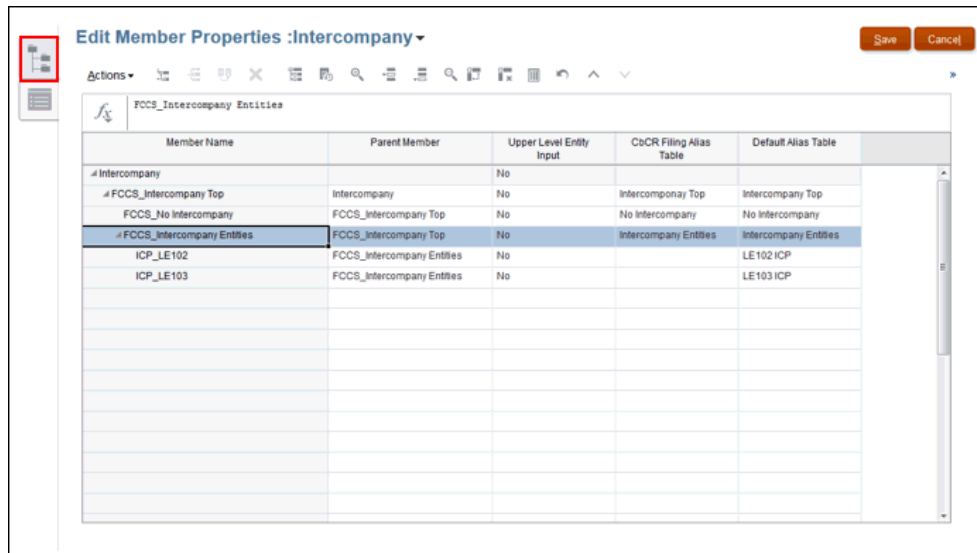 Edit Member Properties :Intercompany
Save
Cancel
Actions
»
fx
FCCS_Intercompany Entities
Member Name Parent Member Upper Level Entity Input CbCR Filing Alias Table Default Alias Table
Intercompany No
FCCS_Intercompany Top Intercompany No Intercomponay Top Intercompany Top
FCCS_No Intercompany FCCS_Intercompany Top No No Intercompany No Intercompany
FCCS_Intercompany Entities FCCS_Intercompany Top No Intercompany Entities Intercompany Entities
ICP_LE102 FCCS_Intercompany Entities No LE102 ICP
ICP_LE103 FCCS_Intercompany Entities No LE103 ICP